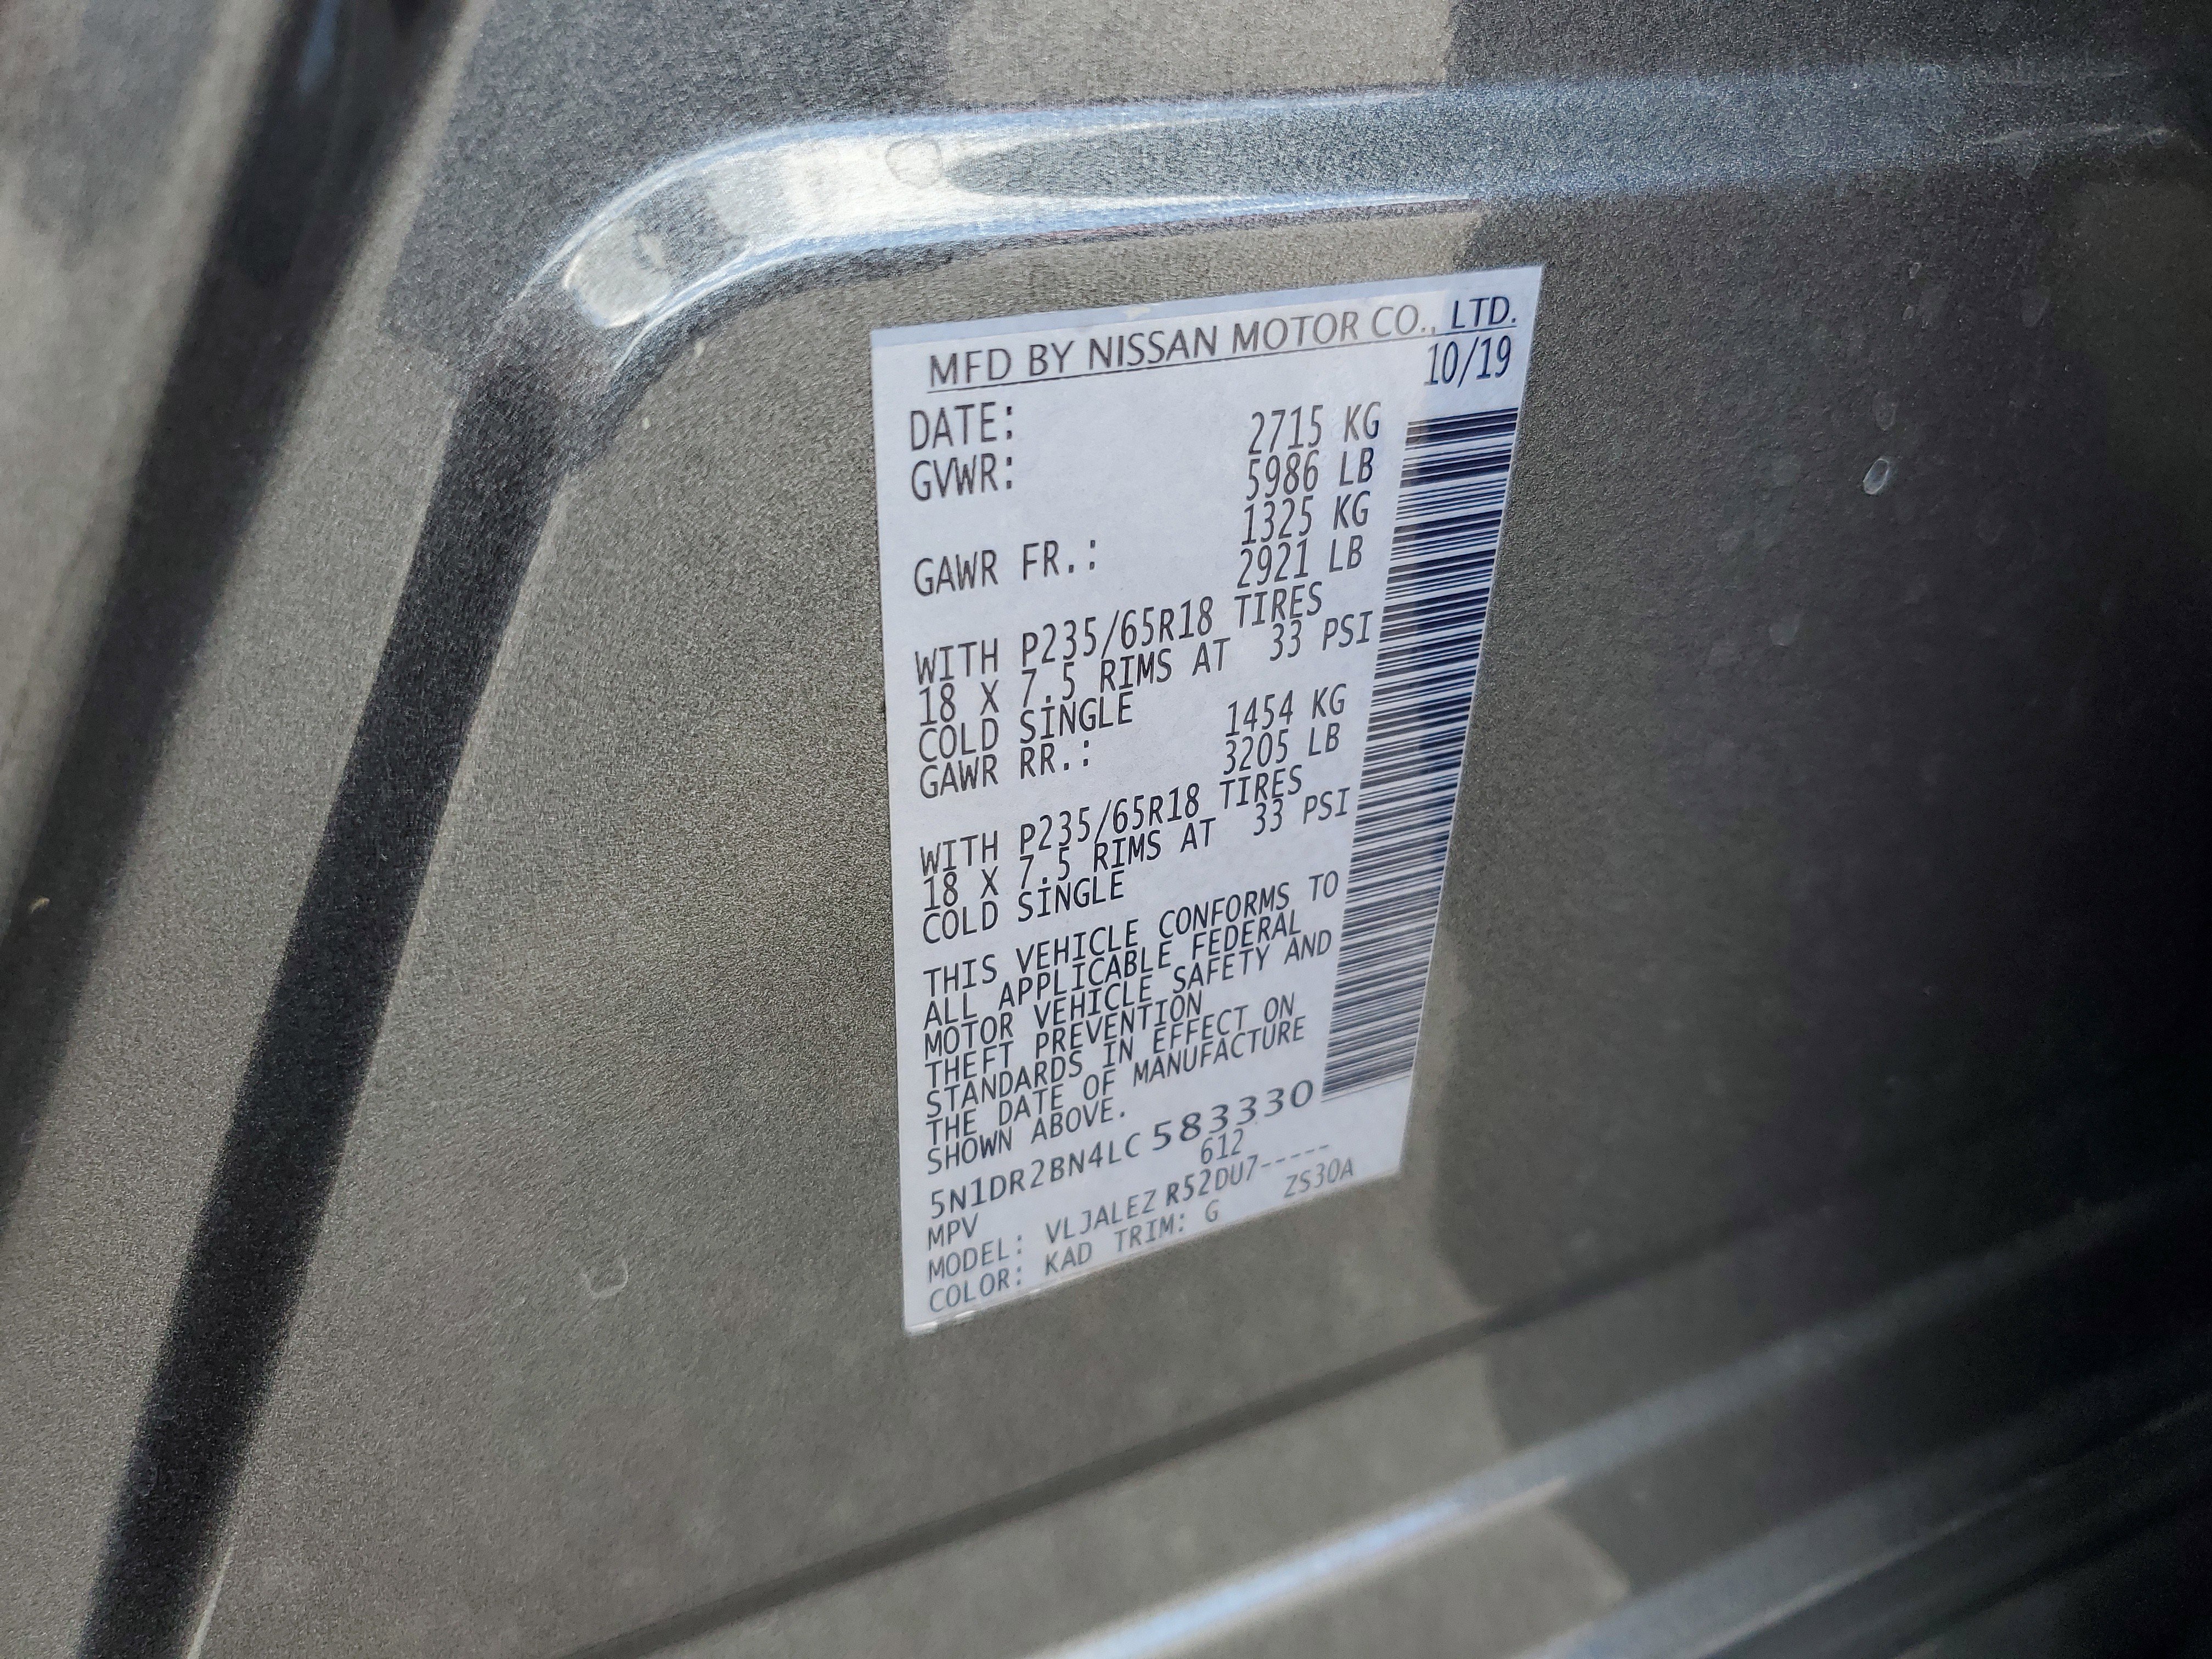 MFD BY NISSAN MOTOR CO., LTD.
DATE: 10/19
GVWR: 2715 KG
5986 LB
GAWR FR.: 1325 KG
2921 LB
WITH P235/65R18 TIRES
18 X 7.5 RIMS AT 33 PSI
COLD SINGLE
GAWR RR.: 1454 KG
3205 LB
WITH P235/65R18 TIRES
18 X 7.5 RIMS AT 33 PSI
COLD SINGLE
THIS VEHICLE CONFORMS TO
ALL APPLICABLE FEDERAL
MOTOR VEHICLE SAFETY AND
THEFT PREVENTION
STANDARDS IN EFFECT ON
THE DATE OF MANUFACTURE
SHOWN ABOVE.
5N1DR2BN4LC 583330
MPV 612
MODEL: VLJALEZ R52DU7-----
COLOR: KAD TRIM: G ZS30A